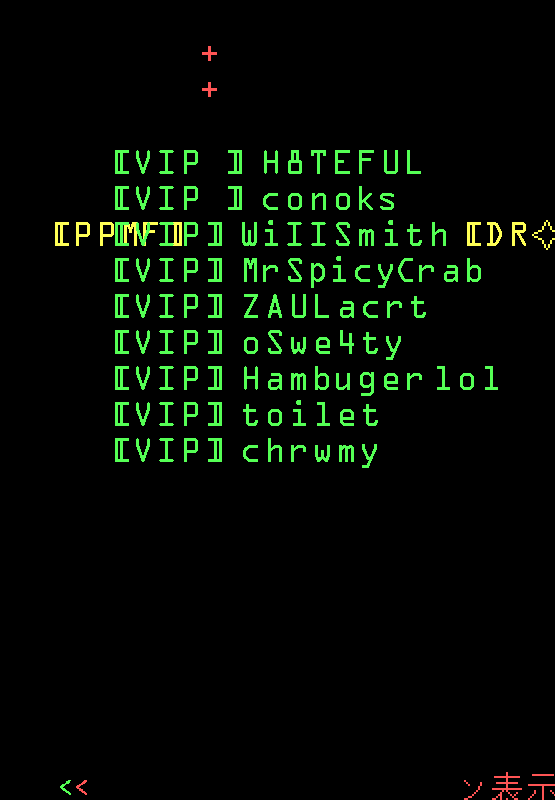 +
+
[VIP ] H8TEFUL
[VIP ] conoks
[PPMF] [VIP] WiIISmith [DR✧
[VIP] MrSpicyCrab
[VIP] ZAULacrt
[VIP] oSwe4ty
[VIP] Hambugerlol
[VIP] toilet
[VIP] chrwmy
<< ン表示